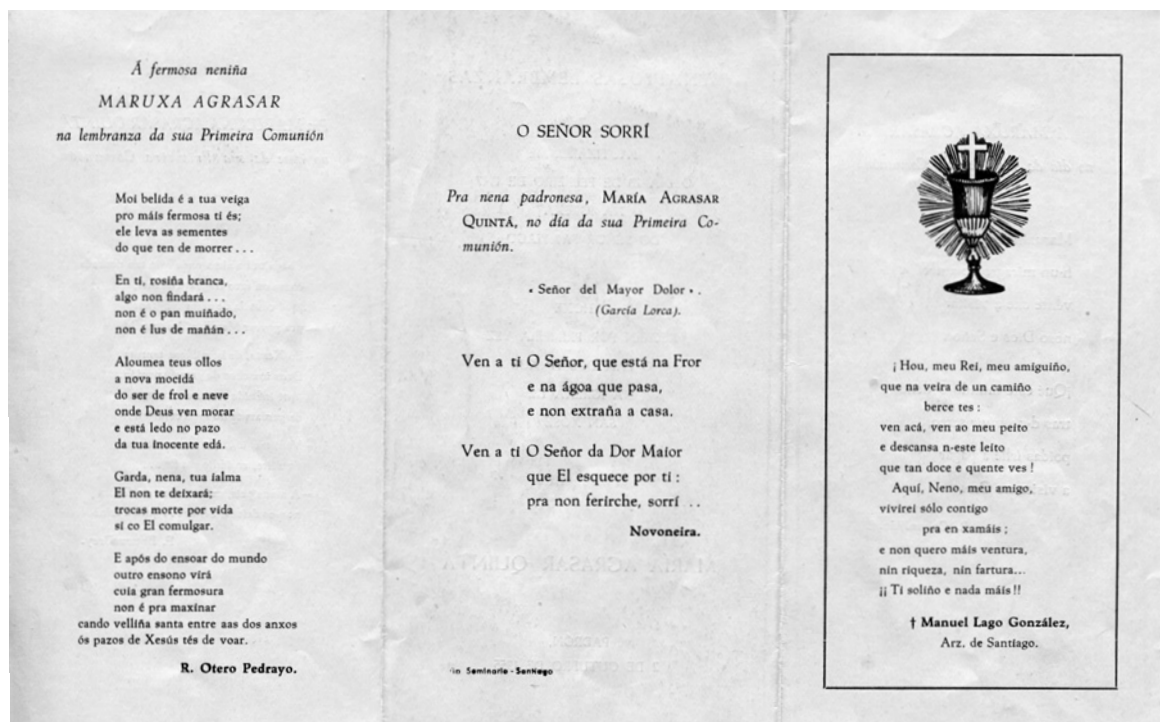 Á fermosa neniña
MARUXA AGRASAR
na lembranza da sua Primeira Comunión
Moi belida é a tua veiga
pro máis fermosa ti és;
ele leva as sementes
do que ten de morrer . . .
En ti, rosiña branca,
algo non findará . . .
non é o pan muiñado,
non é lus de mañán . . .
Aloumea teus ollos
a nova mocidá
do ser de frol e neve
onde Deus ven morar
e está ledo no pazo
da tua inocente edá.
Garda, nena, tua ialma
El non te deixará;
trocas morte por vida
si co El comulgar.
E após do ensoar do mundo
outro ensono virá
cuia gran fermosura
non é pra maxinar
cando velliña santa entre aas dos anxos
ós pazos de Xesús tés de voar.
R. Otero Pedrayo.
O SEÑOR SORRÍ
Pra nena padronesa, MARÍA AGRASAR
QUINTÁ, no día da sua Primeira Co-
munión.
« Señor del Mayor Dolor ».
(García Lorca).
Ven a ti O Señor, que está na Fror
e na ágoa que pasa,
e non extraña a casa.
Ven a ti O Señor da Dor Maior
que El esquece por ti :
pra non ferirche, sorrí . . .
Novoneira.
Seminario - Santiago
¡ Hou, meu Rei, meu amiguiño,
que na veira de un camiño
berce tes :
ven acá, ven ao meu peito
e descansa n-este leito
que tan doce e quente ves !
Aquí, Neno, meu amigo,
vivirei sólo contigo
pra en xamáis ;
e non quero máis ventura,
nin riqueza, nin fartura...
¡¡ Ti soliño e nada máis !!
† Manuel Lago González,
Arz. de Santiago.